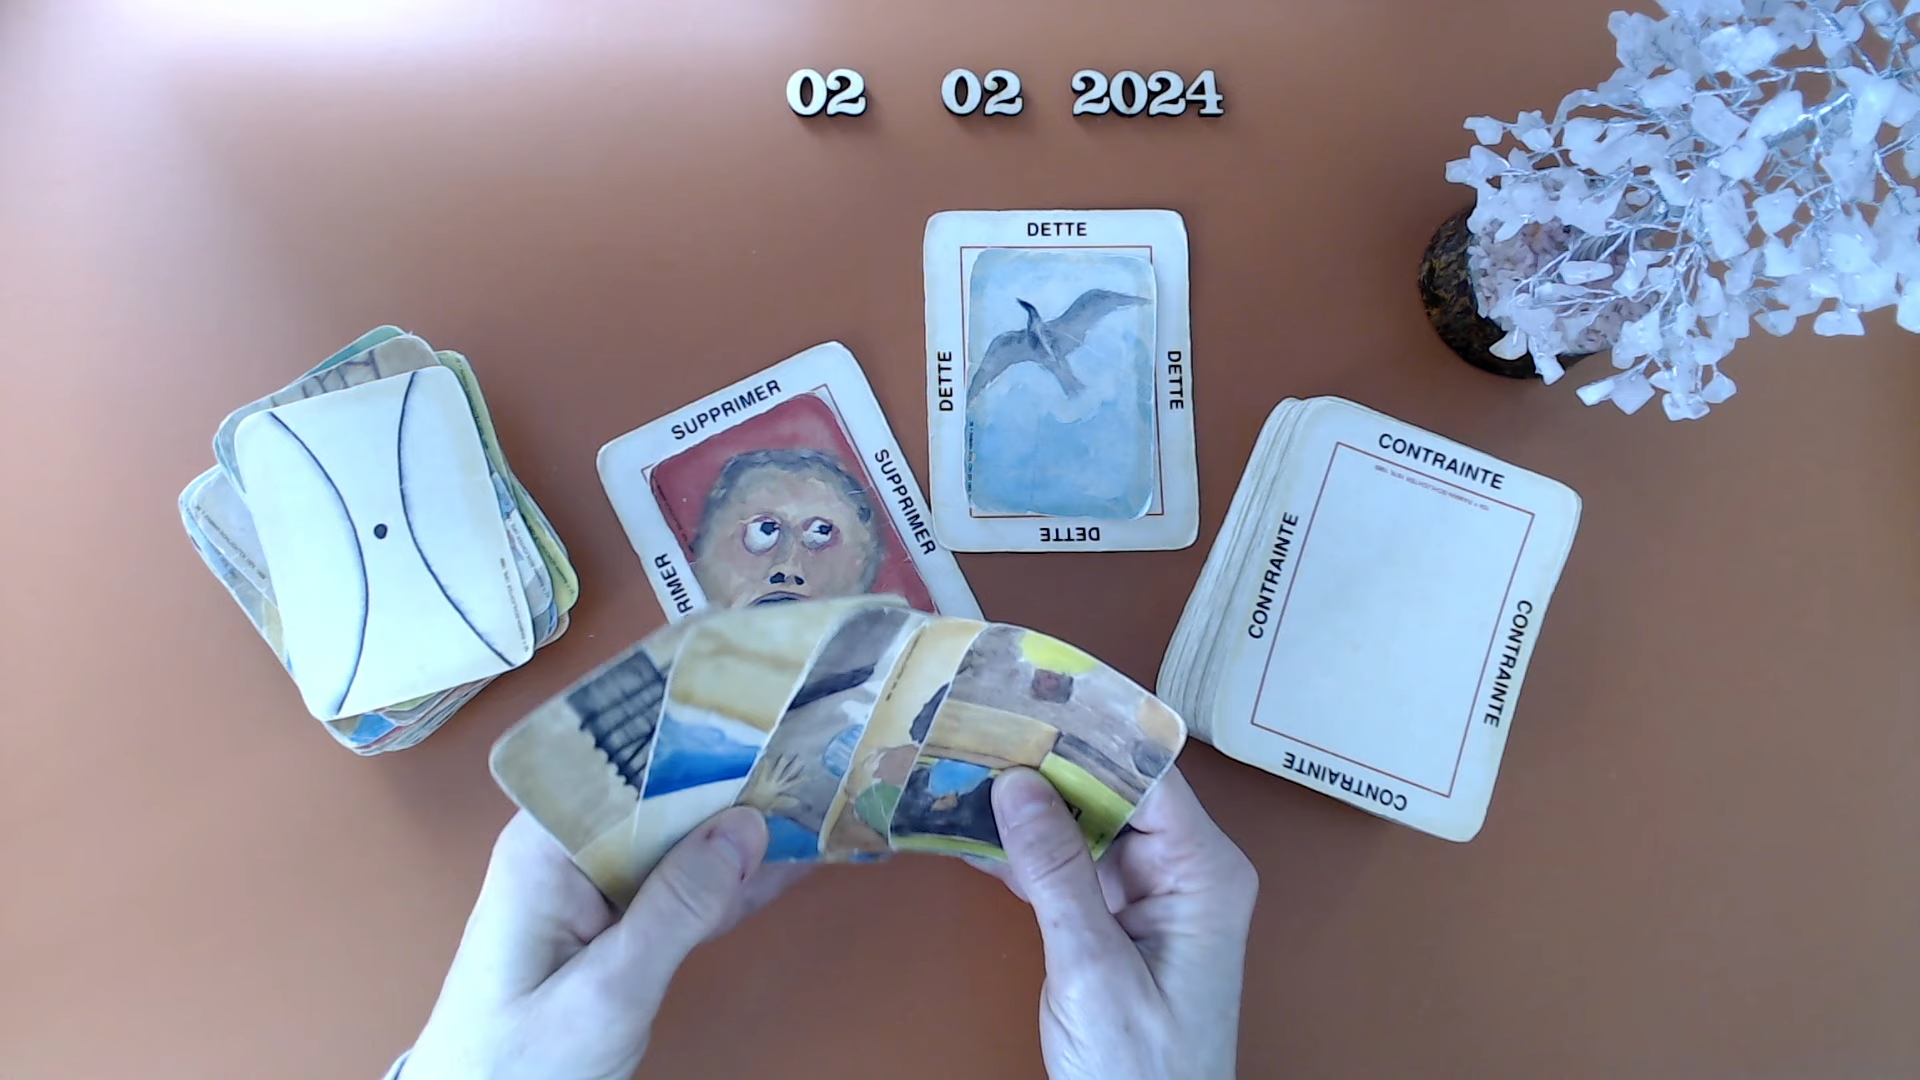 02 02 2024
DETTE
DETTE
DETTE
DETTE
SUPPRIMER
SUPPRIMER
RIMER
CONTRAINTE
CONTRAINTE
CONTRAINTE
CONTRAINTE